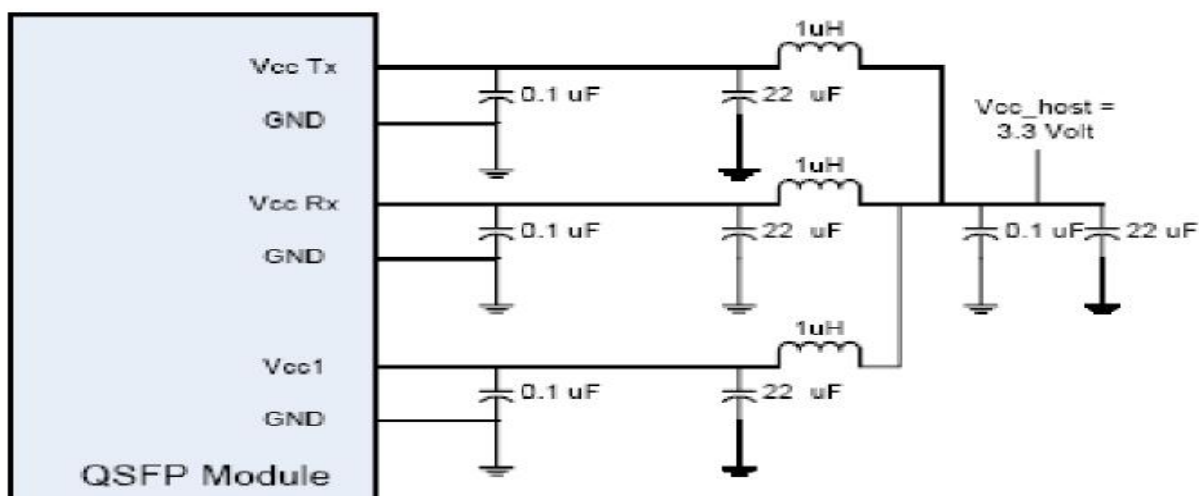 1uH
Vcc Tx
0.1 uF
22 uF
GND
Vcc_host =
3.3 Volt
1uH
Vcc Rx
0.1 uF
22 uF
0.1 uF
22 uF
GND
1uH
Vcc1
0.1 uF
22 uF
GND
QSFP Module